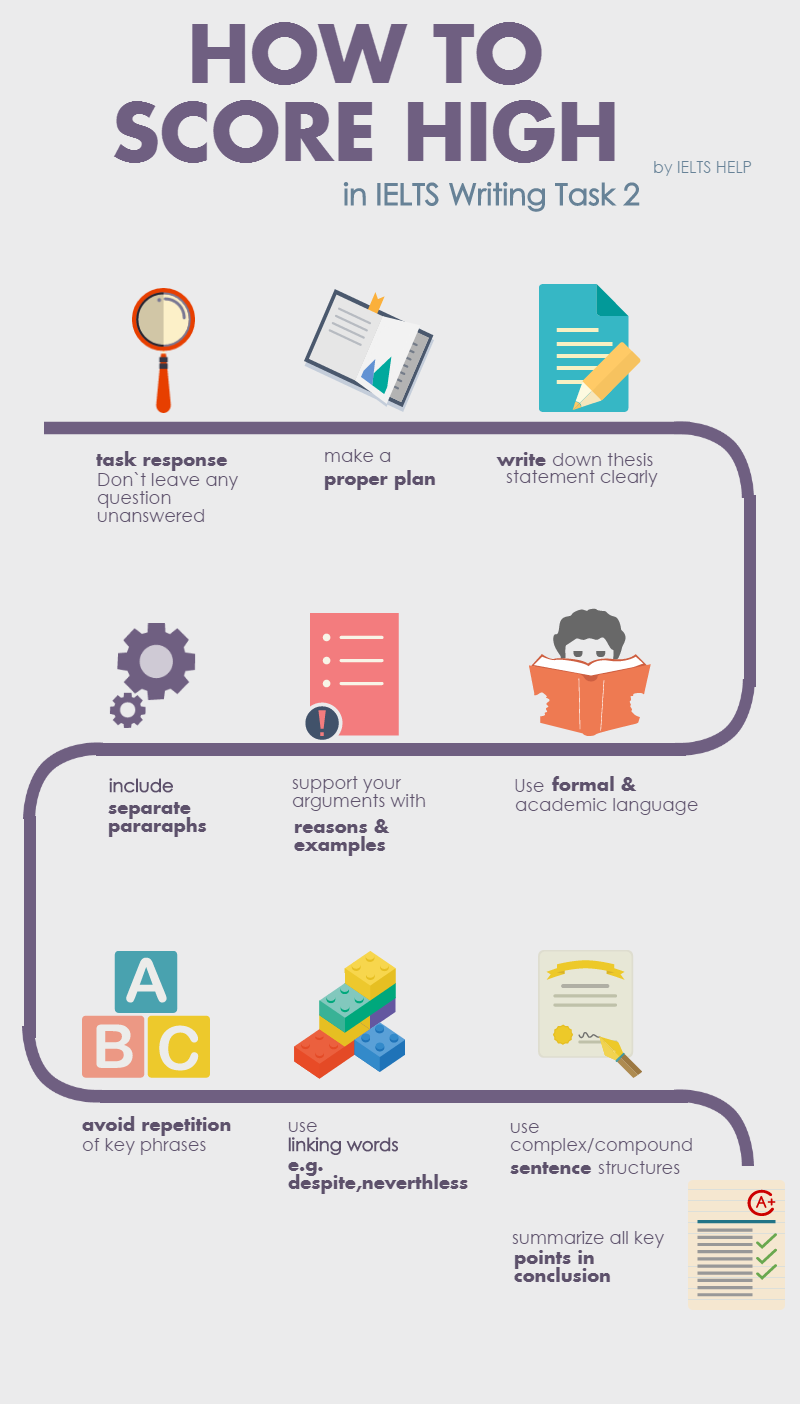 HOW TO
SCORE HIGH
by IELTS HELP
in IELTS Writing Task 2
task response
Don`t leave any
question
unanswered
make a
proper plan
write down thesis
statement clearly
include
separate
pararaphs
support your
arguments with
reasons &
examples
Use formal &
academic language
A
B C
avoid repetition
of key phrases
use
linking words
e.g.
despite,neverthless
use
complex/compound
sentence structures
A+
summarize all key
points in
conclusion